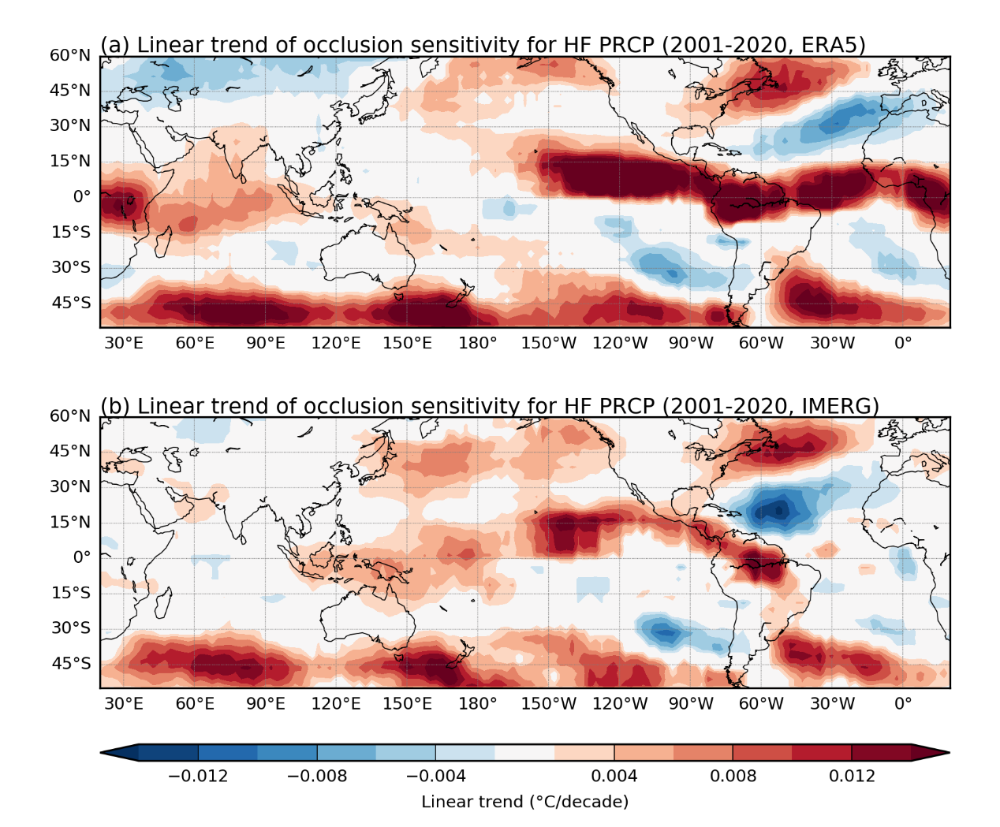 (a) Linear trend of occlusion sensitivity for HF PRCP (2001-2020, ERA5)
60°N
45°N
30°N
15°N
0°
15°S
30°S
45°S
30°E 60°E 90°E 120°E 150°E 180° 150°W 120°W 90°W 60°W 30°W 0°
(b) Linear trend of occlusion sensitivity for HF PRCP (2001-2020, IMERG)
60°N
45°N
30°N
15°N
0°
15°S
30°S
45°S
30°E 60°E 90°E 120°E 150°E 180° 150°W 120°W 90°W 60°W 30°W 0°
−0.012 −0.008 −0.004 0.004 0.008 0.012
Linear trend (°C/decade)